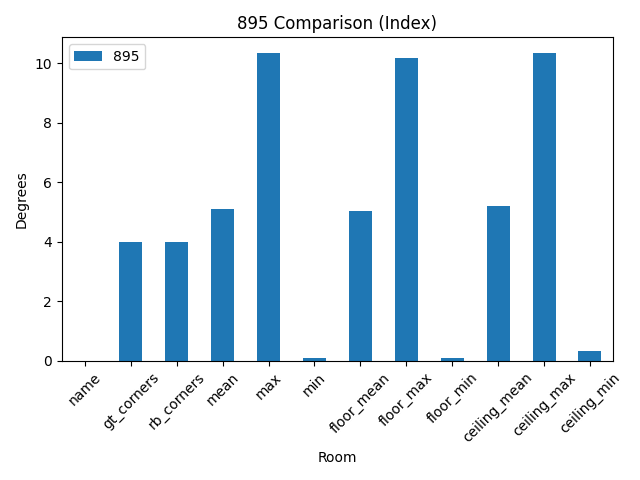 895 Comparison (Index)
895
Degrees
10
8
6
4
2
0
name
gt_corners
rb_corners
mean
max
min
floor_mean
floor_max
floor_min
ceiling_mean
ceiling_max
ceiling_min
Room